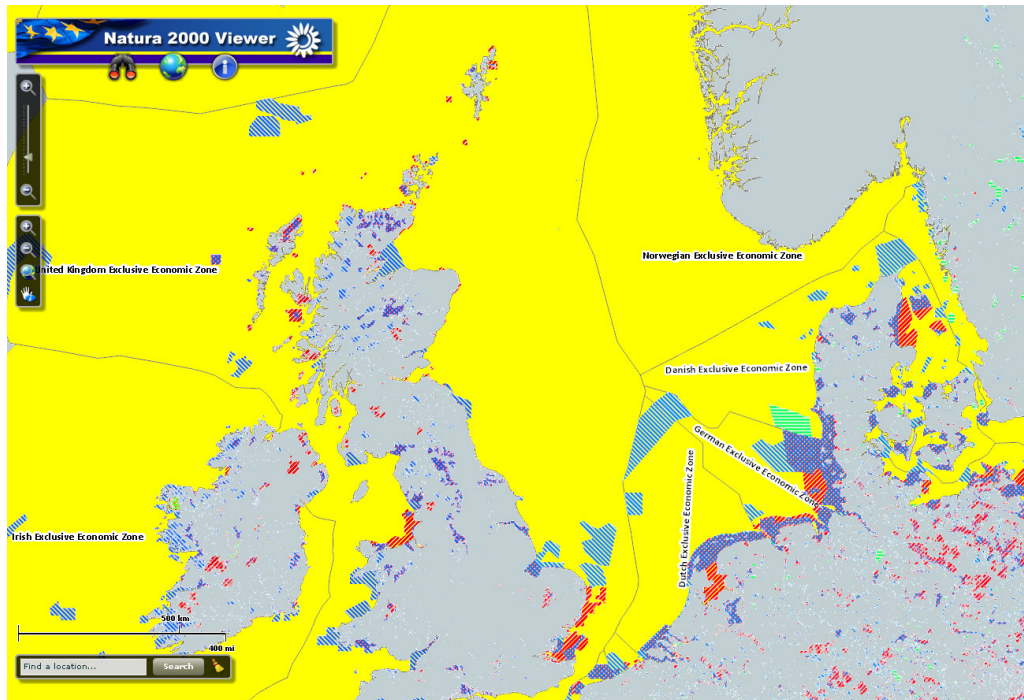 Natura 2000 Viewer
Norwegian Exclusive Economic Zone
United Kingdom Exclusive Economic Zone
Danish Exclusive Economic Zone
German Exclusive Economic Zone
Dutch Exclusive Economic Zone
Irish Exclusive Economic Zone
500 km
400 mi
Find a location...
Search